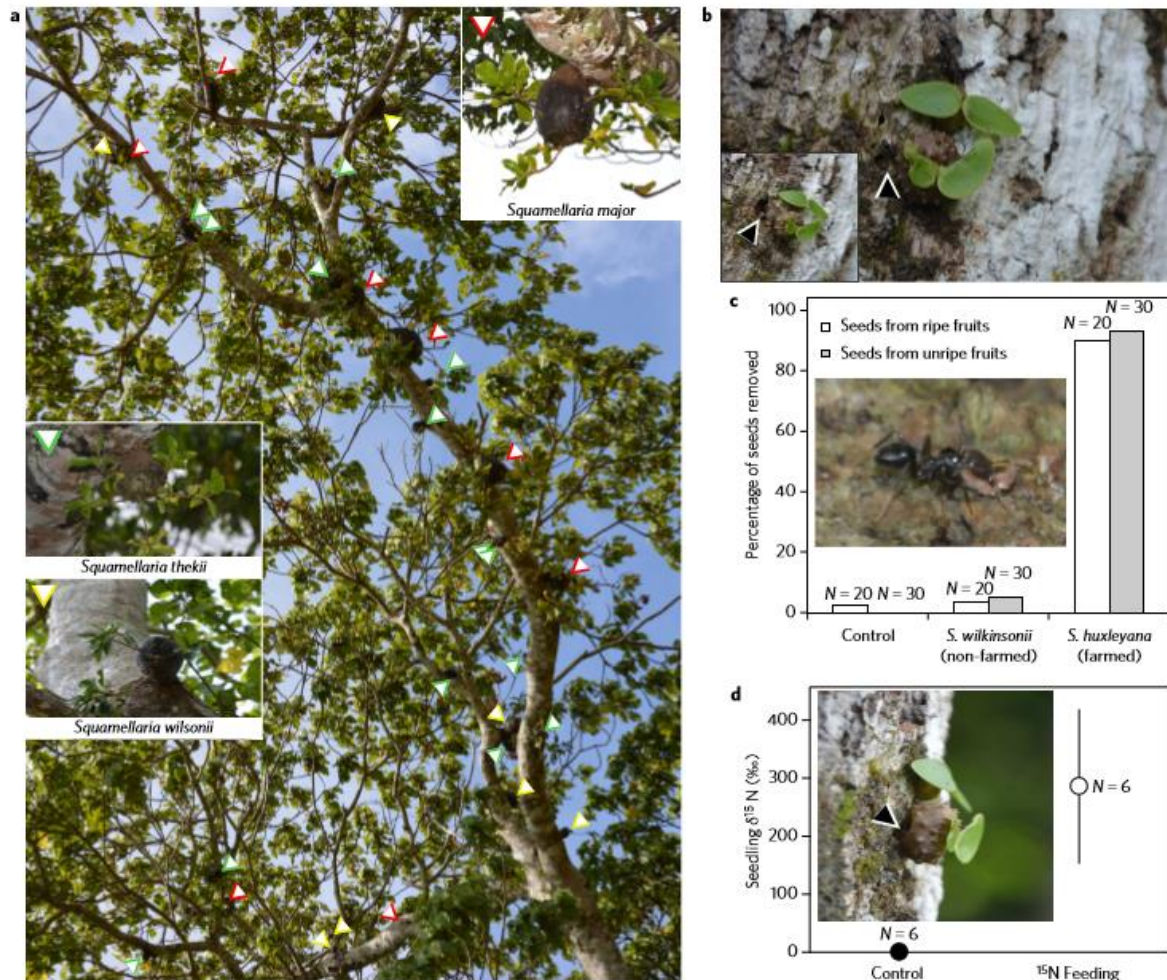 a
Squamellaria major
Squamellaria thekii
Squamellaria wilsonii
b
c
100
80
60
40
20
0
Percentage of seeds removed
Seeds from ripe fruits
Seeds from unripe fruits
N = 20
N = 30
N = 20
N = 30
N = 20
N = 30
Control
S. wilkinsonii
(non-farmed)
S. huxleyana
(farmed)
d
400
300
200
100
0
Seedling δ¹⁵ N (‰)
N = 6
N = 6
Control
¹⁵N Feeding